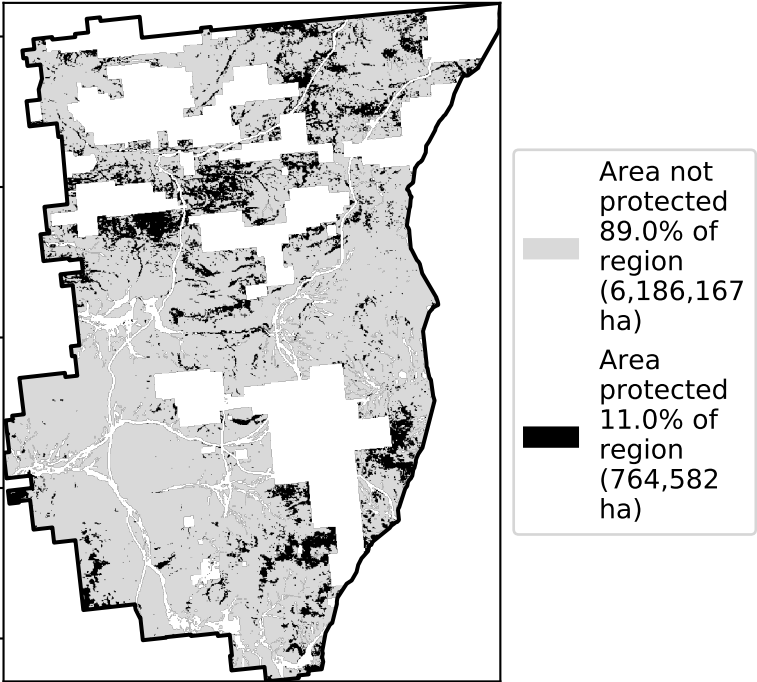 Area not
protected
89.0% of
region
(6,186,167
ha)
Area
protected
11.0% of
region
(764,582
ha)